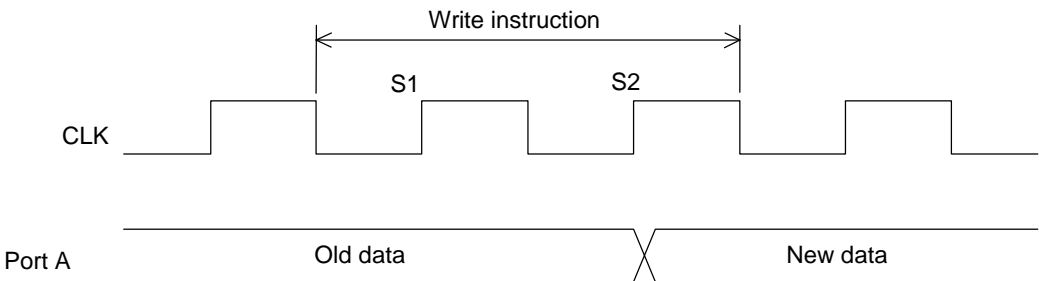 Write instruction
S1
S2
CLK
Port A
Old data
New data